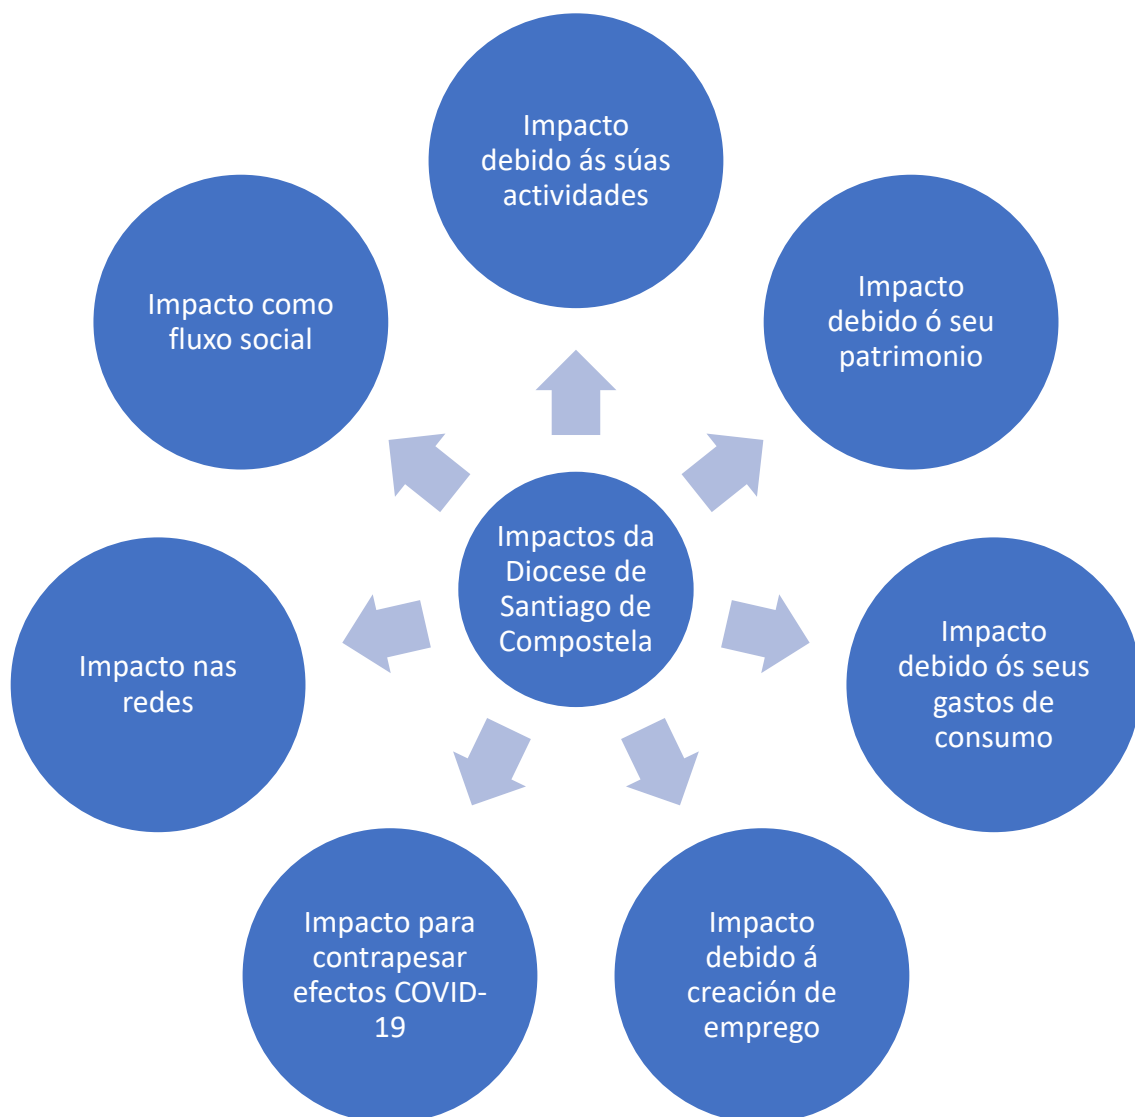 Impacto
debido ás súas
actividades
Impacto
debido ó seu
patrimonio
Impacto
debido ós seus
gastos de
consumo
Impacto
debido á
creación de
emprego
Impacto para
contrapesar
efectos COVID-
19
Impacto nas
redes
Impacto como
fluxo social
Impactos da
Diocese de
Santiago de
Compostela